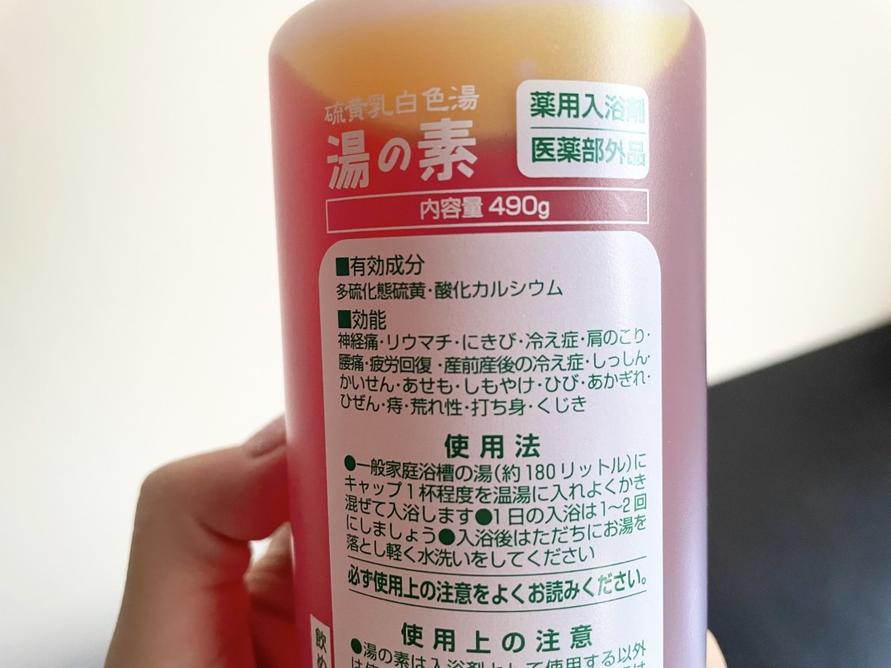 硫黄乳白色湯
湯の素
薬用入浴剤
医薬部外品
内容量 490g
■有効成分
多硫化態硫黄・酸化カルシウム
■効能
神経痛・リウマチ・にきび・冷え症・肩のこり・
腰痛・疲労回復・産前産後の冷え症・しっしん・
かいせん・あせも・しもやけ・ひび・あかぎれ・
ひぜん・痔・荒れ性・打ち身・くじき
使用法
●一般家庭浴槽の湯(約180リットル)に
キャップ1杯程度を温湯に入れよくかき
混ぜて入浴します●1日の入浴は1~2回
にしましょう●入浴後はただちにお湯を
落とし軽く水洗いをしてください
必ず使用上の注意をよくお読みください。
使用上の注意
●湯の素は入浴剤として使用する以外
飲め